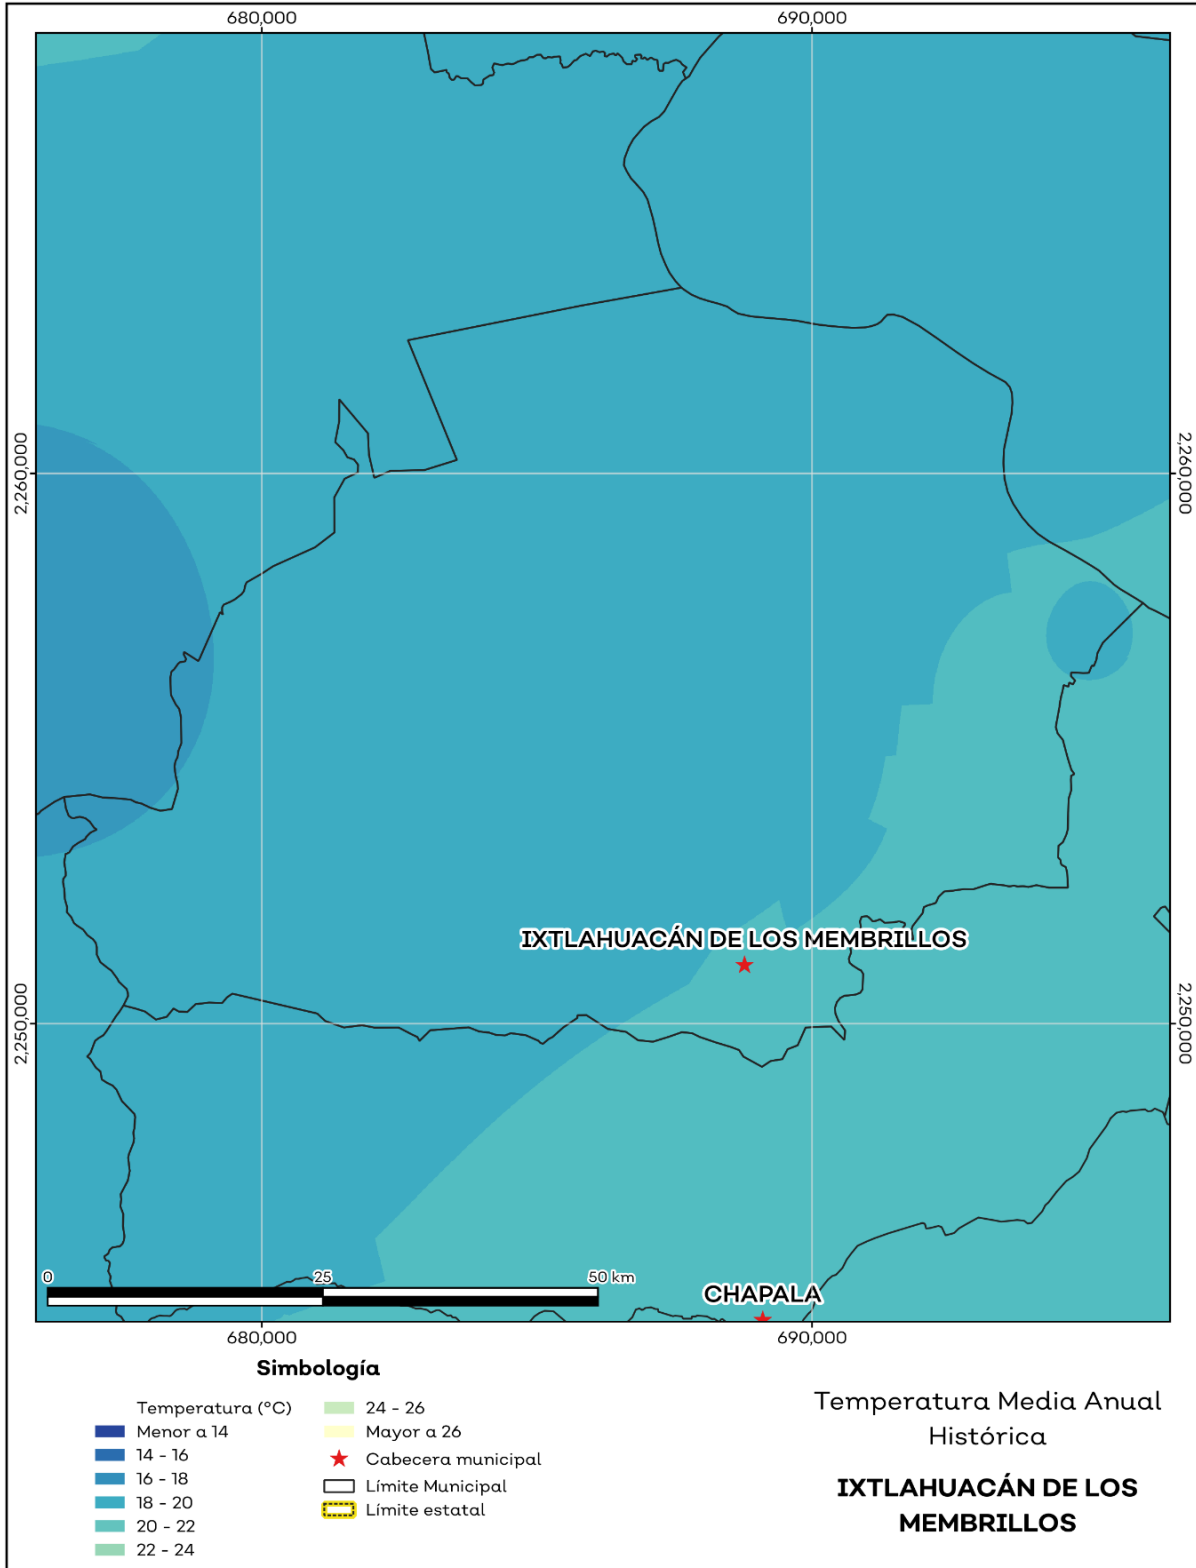 680,000
690,000
2,260,000
2,260,000
IXTLAHUACÁN DE LOS MEMBRILLOS
2,250,000
2,250,000
0
25
50 km
CHAPALA
680,000
690,000
Simbología
Temperatura (°C)
Menor a 14
14 - 16
16 - 18
18 - 20
20 - 22
22 - 24
24 - 26
Mayor a 26
Cabecera municipal
Límite Municipal
Límite estatal
Temperatura Media Anual
Histórica
IXTLAHUACÁN DE LOS
MEMBRILLOS